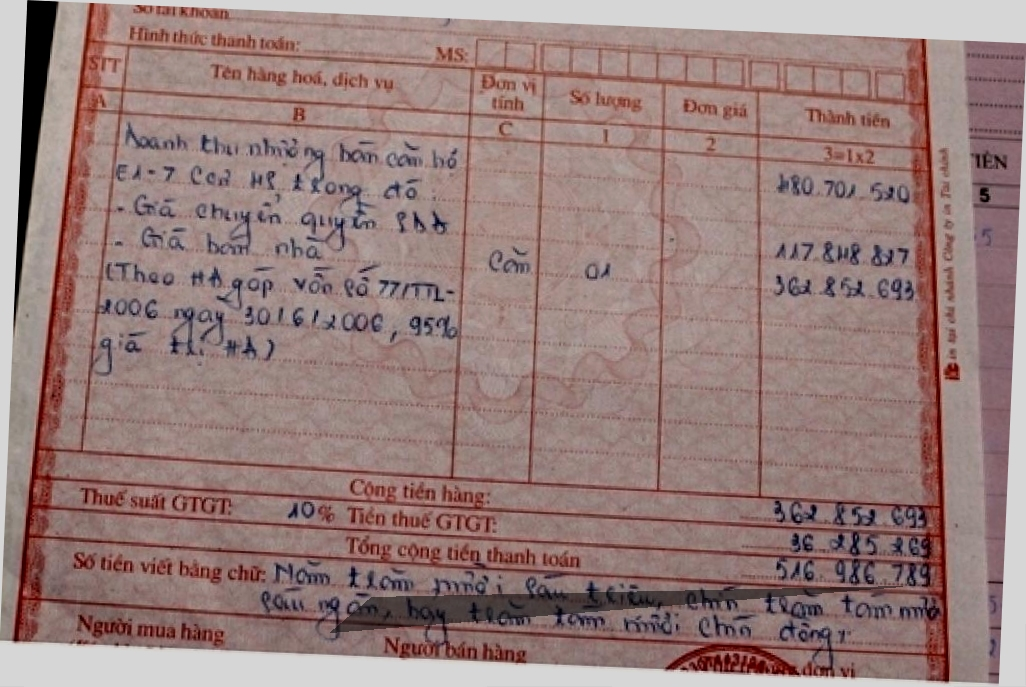 Số tài khoản
Hình thức thanh toán: MS:
STT Tên hàng hoá, dịch vụ Đơn vị tính Số lượng Đơn giá Thành tiền
A B C 1 2 3=1x2
Doanh thu nhượng bán căn hộ 480.701.520
E1-7 trong đó:
- Giá chuyển quyền SDĐ 117.848.827
- Giá bán nhà Căn 01 362.852.693
(Theo HĐ góp vốn số 77/TTL-
2006 ngày 30/6/2006, 95%
giá trị HĐ)
Cộng tiền hàng: 362.852.693
Thuế suất GTGT: 10% Tiền thuế GTGT: 36.285.269
Tổng cộng tiền thanh toán 516.986.789
Số tiền viết bằng chữ: Năm trăm mười sáu triệu, chín trăm tám mươi
sáu ngàn, bảy trăm tám mươi chín đồng
Người mua hàng Người bán hàng đơn vị
in tại chi nhánh Công ty in Tài chính
TIỀN
5